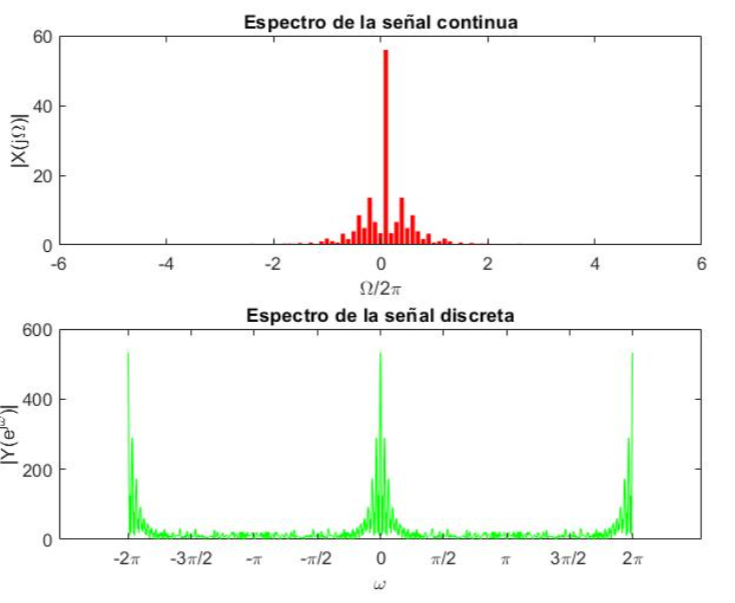 Espectro de la señal continua
60
40
20
0
|X(jΩ)|
-6 -4 -2 0 2 4 6
Ω/2π
Espectro de la señal discreta
600
400
200
0
|Y(e^jω)|
-2π -3π/2 -π -π/2 0 π/2 π 3π/2 2π
ω